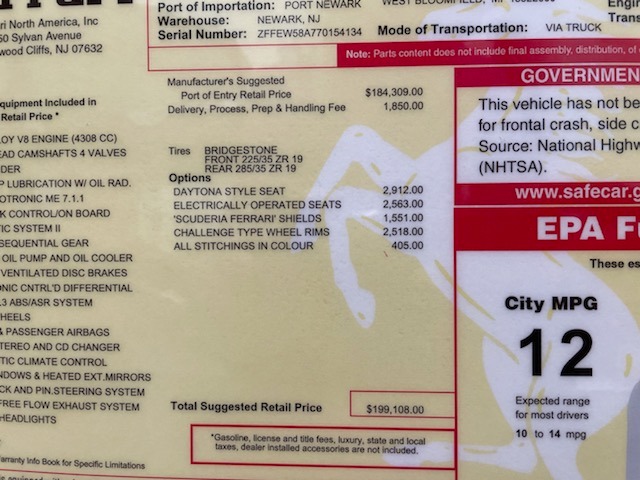 ri North America, Inc
50 Sylvan Avenue
wood Cliffs, NJ 07632
Port of Importation: PORT NEWARK
WEST BLOOMFIELD, MI
Warehouse: NEWARK, NJ
Engi
Serial Number: ZFFEW58A770154134
Mode of Transportation: VIA TRUCK
Trans
Note: Parts content does not include final assembly, distribution, o
quipment Included in
Retail Price *
LOY V8 ENGINE (4308 CC)
EAD CAMSHAFTS 4 VALVES
DER
P LUBRICATION W/ OIL RAD.
OTRONIC ME 7.1.1
K CONTROL/ON BOARD
TIC SYSTEM II
SEQUENTIAL GEAR
OIL PUMP AND OIL COOLER
VENTILATED DISC BRAKES
ONIC CNTRL'D DIFFERENTIAL
.3 ABS/ASR SYSTEM
HEELS
& PASSENGER AIRBAGS
TEREO AND CD CHANGER
TIC CLIMATE CONTROL
NDOWS & HEATED EXT.MIRRORS
CK AND PIN.STEERING SYSTEM
FREE FLOW EXHAUST SYSTEM
HEADLIGHTS
arranty Info Book for Specific Limitations
Manufacturer's Suggested
Port of Entry Retail Price $184,309.00
Delivery, Process, Prep & Handling Fee 1,850.00
Tires BRIDGESTONE
FRONT 225/35 ZR 19
REAR 285/35 ZR 19
Options
DAYTONA STYLE SEAT 2,912.00
ELECTRICALLY OPERATED SEATS 2,563.00
'SCUDERIA FERRARI' SHIELDS 1,551.00
CHALLENGE TYPE WHEEL RIMS 2,518.00
ALL STITCHINGS IN COLOUR 405.00
Total Suggested Retail Price $199,108.00
*Gasoline, license and title fees, luxury, state and local
taxes, dealer installed accessories are not included.
GOVERNMEN
This vehicle has not be
for frontal crash, side c
Source: National Highw
(NHTSA).
www.safecar.g
EPA Fu
These es
City MPG
12
Expected range
for most drivers
10 to 14 mpg